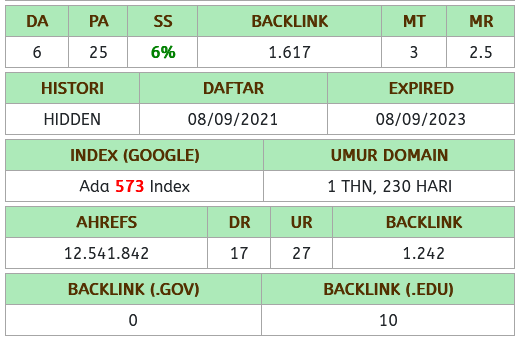 DA PA SS BACKLINK MT MR
6 25 6% 1.617 3 2.5
HISTORI DAFTAR EXPIRED
HIDDEN 08/09/2021 08/09/2023
INDEX (GOOGLE) UMUR DOMAIN
Ada 573 Index 1 THN, 230 HARI
AHREFS DR UR BACKLINK
12.541.842 17 27 1.242
BACKLINK (.GOV) BACKLINK (.EDU)
0 10